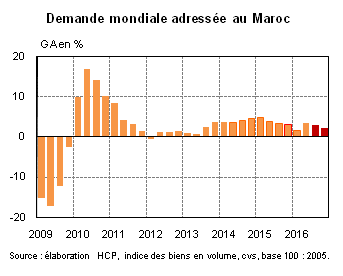 Demande mondiale adressée au Maroc
GA en %
20
10
0
-10
-20
2009 2010 2011 2012 2013 2014 2015 2016
Source : élaboration HCP, indice des biens en volume, cvs, base 100 : 2005.